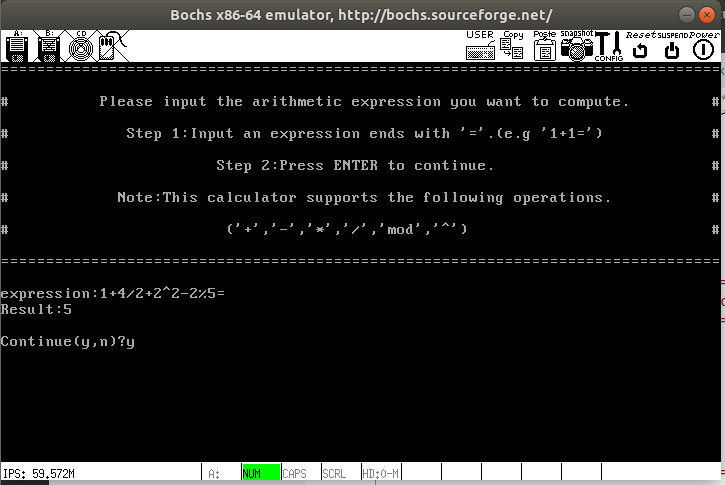 Bochs x86-64 emulator, http://bochs.sourceforge.net/
A: B: CD USER Copy Paste snapshot CONFIG Reset SUSPEND Power
================================================================================
# Please input the arithmetic expression you want to compute. #
# Step 1:Input an expression ends with '='.(e.g '1+1=') #
# Step 2:Press ENTER to continue. #
# Note:This calculator supports the following operations. #
# ('+','-','*','/','mod','^') #
================================================================================
expression:1+4/2+2^2-2%5=
Result:5
Continue(y,n)?y
IPS: 59.572M A: NUM CAPS SCRL HD:0-M